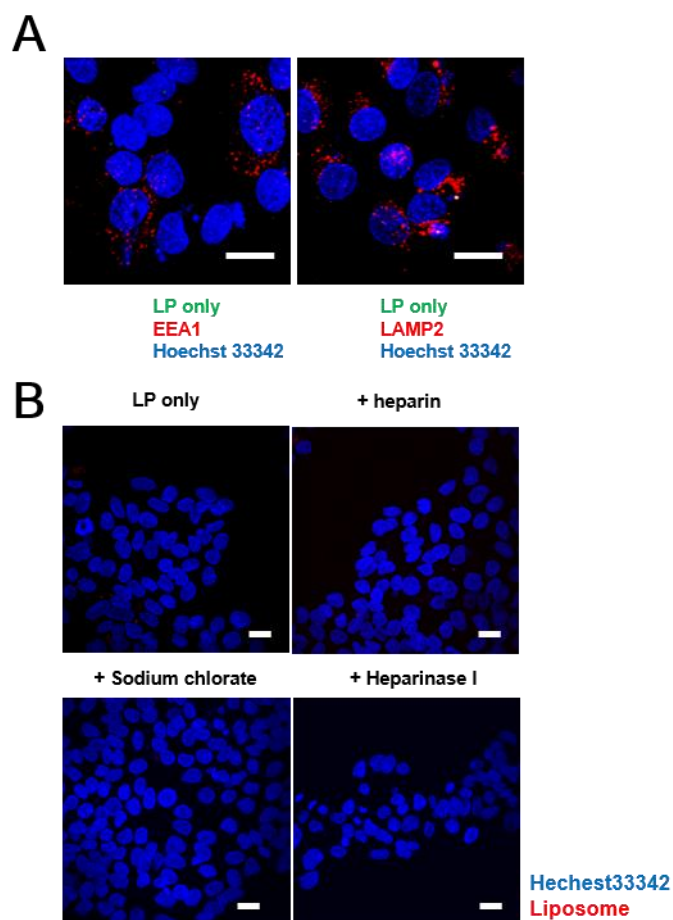 A
LP only
EEA1
Hoechst 33342
LP only
LAMP2
Hoechst 33342
B
LP only
+ heparin
+ Sodium chlorate
+ Heparinase I
Hechest33342
Liposome